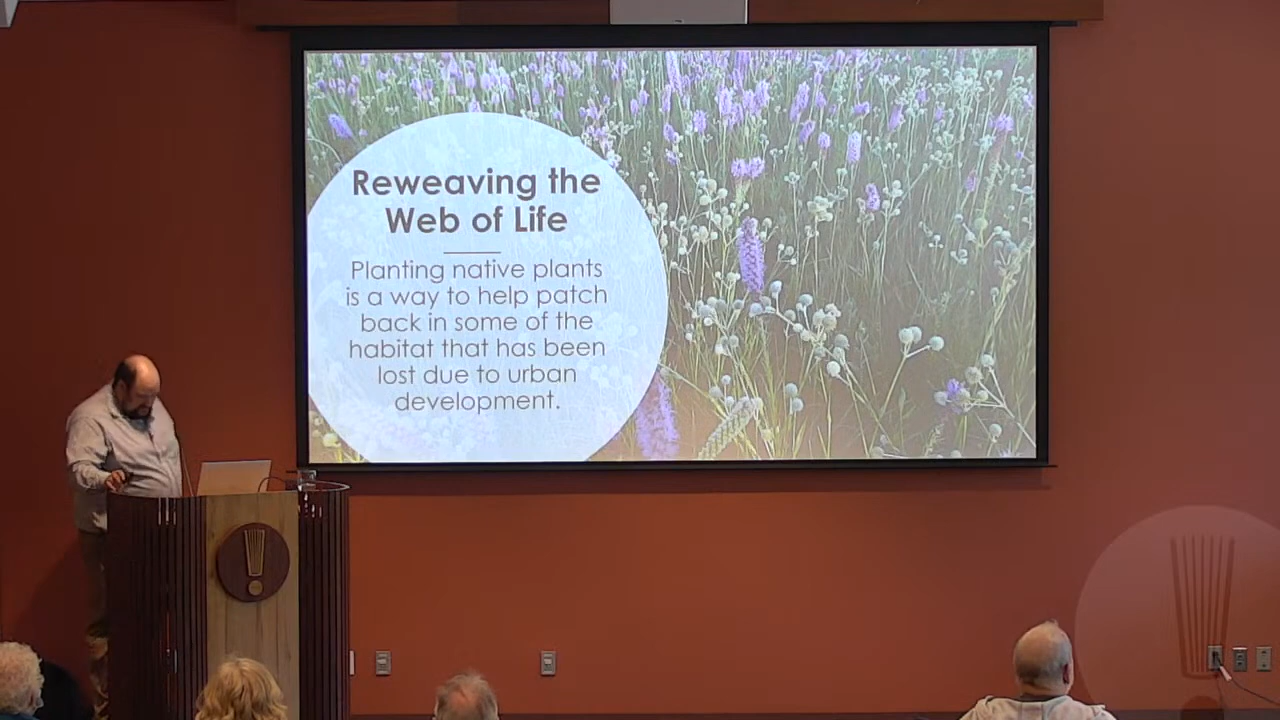 Reweaving the
Web of Life
Planting native plants
is a way to help patch
back in some of the
habitat that has been
lost due to urban
development.